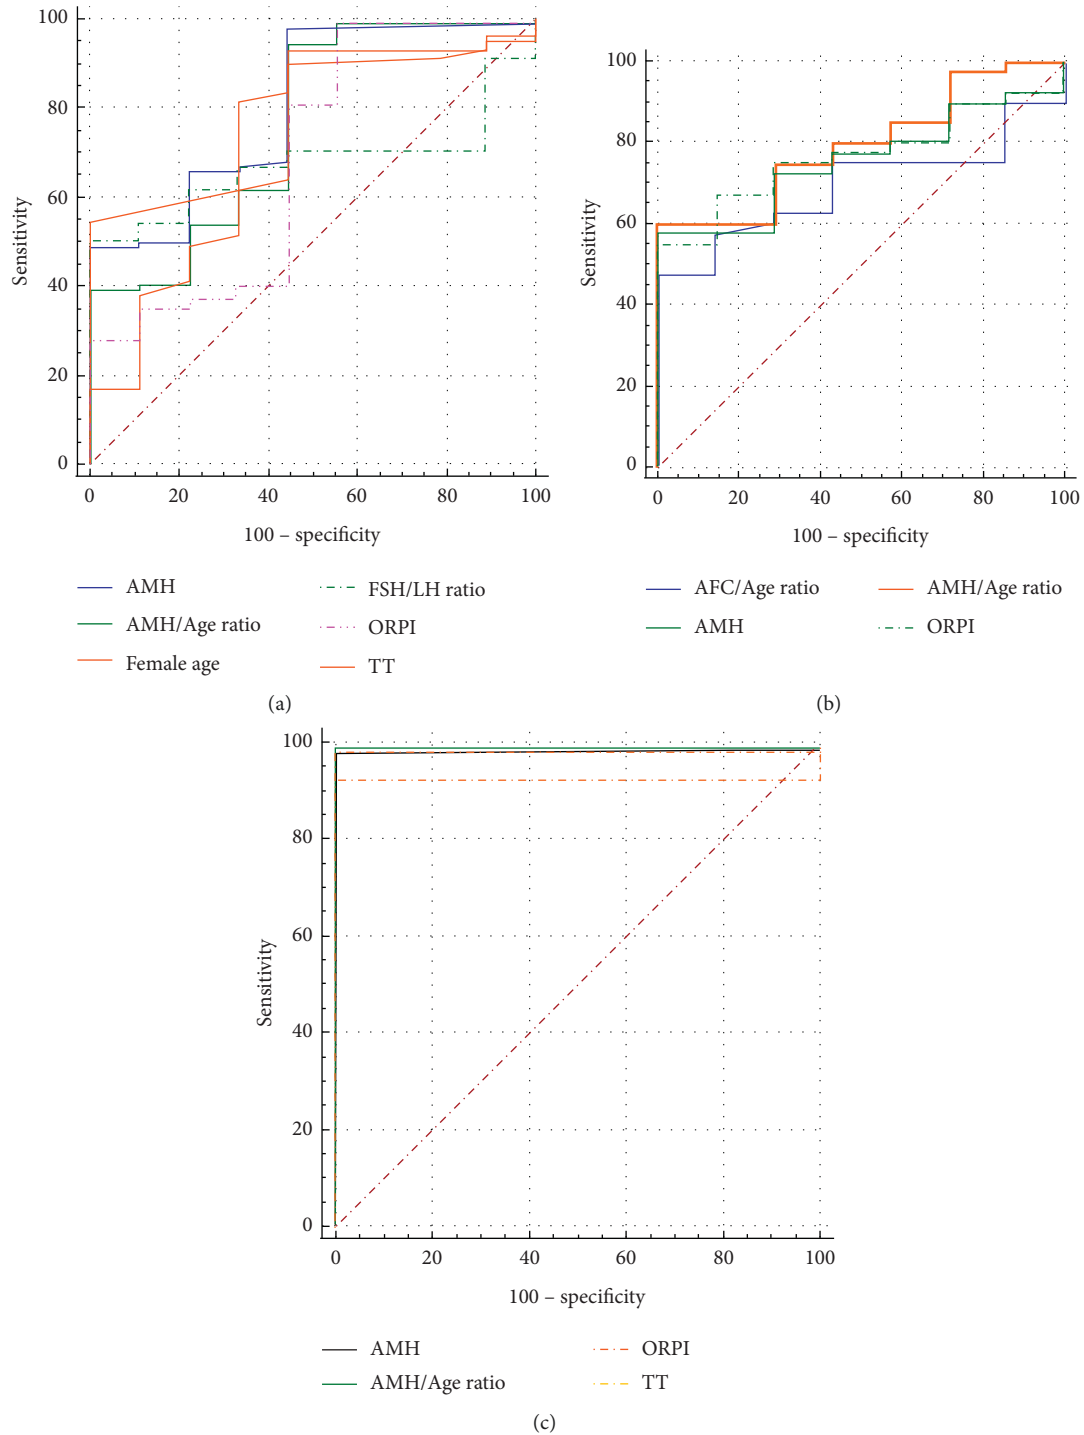 100
80
60
40
20
0
Sensitivity
0 20 40 60 80 100
100 – specificity
AMH
AMH/Age ratio
Female age
FSH/LH ratio
ORPI
TT
(a)
100
80
60
40
20
0
Sensitivity
0 20 40 60 80 100
100 – specificity
AFC/Age ratio
AMH
AMH/Age ratio
ORPI
(b)
100
80
60
40
20
0
Sensitivity
0 20 40 60 80 100
100 – specificity
AMH
AMH/Age ratio
ORPI
TT
(c)